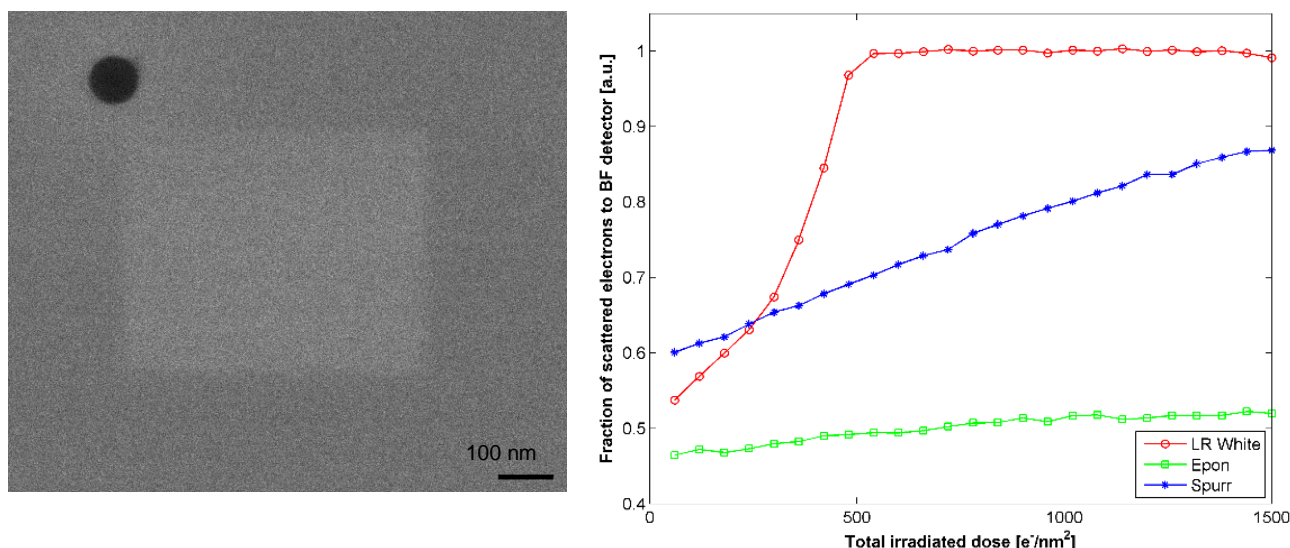 100 nm
Fraction of scattered electrons to BF detector [a.u.]
1
0.9
0.8
0.7
0.6
0.5
0.4
0
500
1000
1500
LR White
Epon
Spurr
Total irradiated dose [e⁻/nm²]